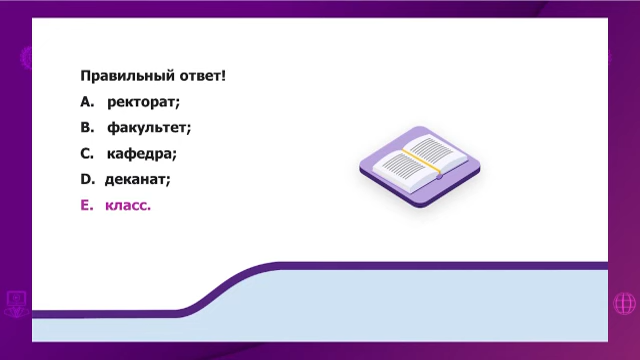 Правильный ответ!
A. ректорат;
B. факультет;
C. кафедра;
D. деканат;
E. класс.